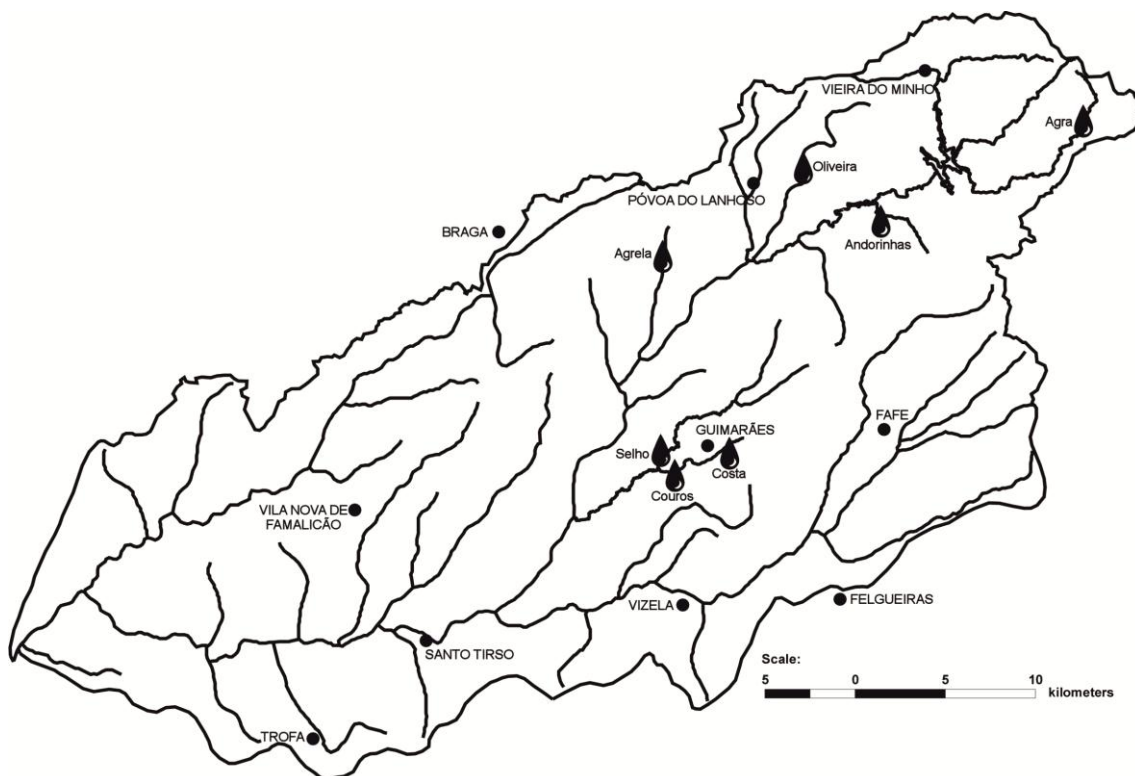 VIEIRA DO MINHO
Agra
Oliveira
PÓVOA DO LANHOSO
BRAGA
Andorinhas
Agrela
FAFE
GUIMARÃES
Selho
Costa
Couros
VILA NOVA DE
FAMALICÃO
FELGUEIRAS
VIZELA
SANTO TIRSO
Scale:
5 0 5 10
kilometers
TROFA